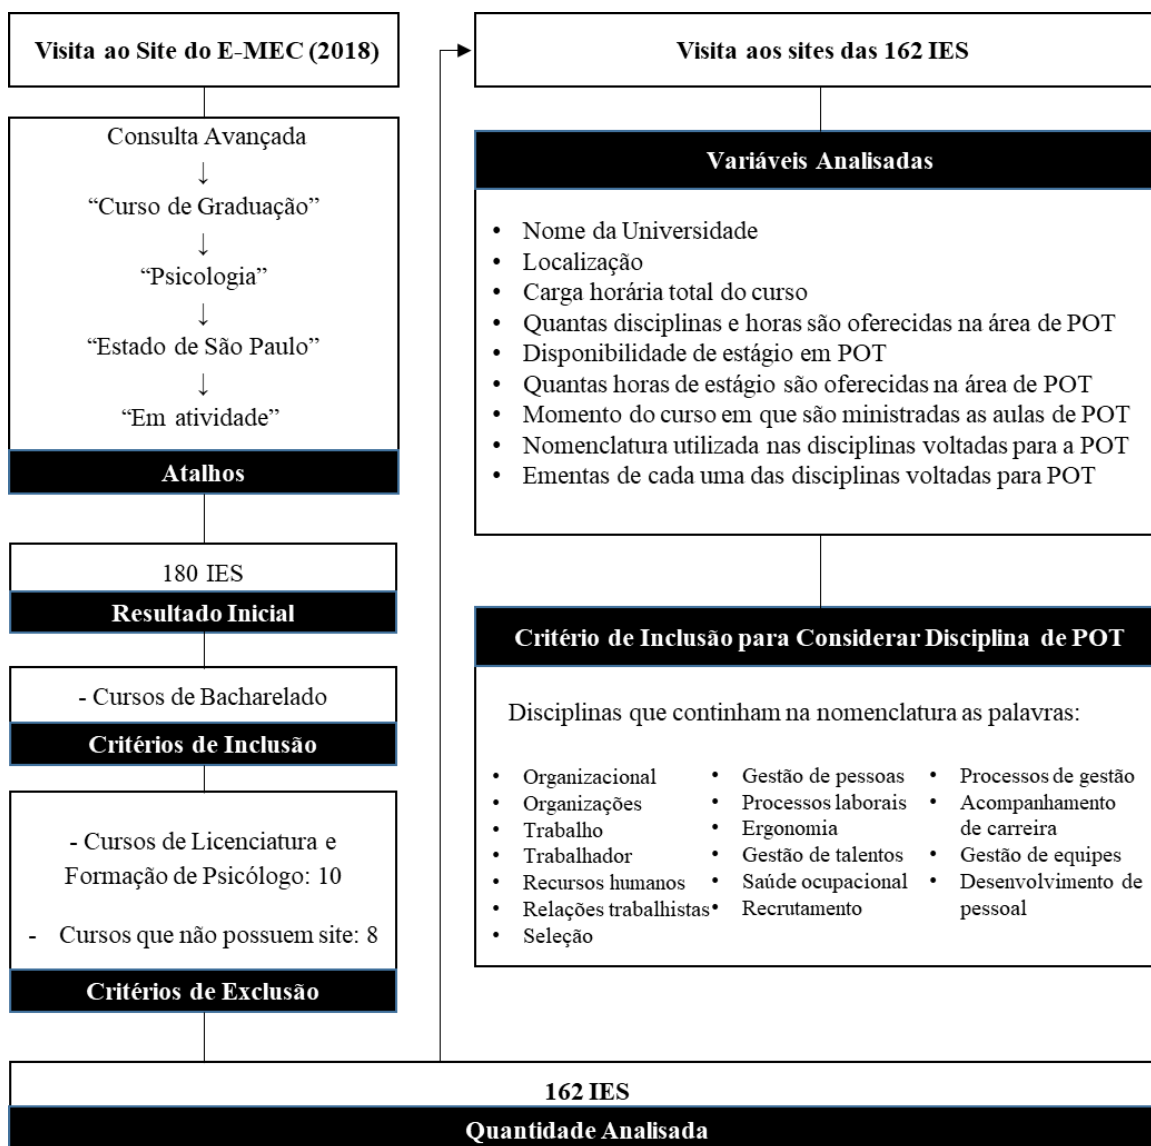 Visita ao Site do E-MEC (2018)
Consulta Avançada
↓
“Curso de Graduação”
↓
“Psicologia”
↓
“Estado de São Paulo”
↓
“Em atividade”
Atalhos
180 IES
Resultado Inicial
- Cursos de Bacharelado
Critérios de Inclusão
- Cursos de Licenciatura e
Formação de Psicólogo: 10
- Cursos que não possuem site: 8
Critérios de Exclusão
162 IES
Quantidade Analisada
Visita aos sites das 162 IES
Variáveis Analisadas
• Nome da Universidade
• Localização
• Carga horária total do curso
• Quantas disciplinas e horas são oferecidas na área de POT
• Disponibilidade de estágio em POT
• Quantas horas de estágio são oferecidas na área de POT
• Momento do curso em que são ministradas as aulas de POT
• Nomenclatura utilizada nas disciplinas voltadas para a POT
• Ementas de cada uma das disciplinas voltadas para POT
Critério de Inclusão para Considerar Disciplina de POT
Disciplinas que continham na nomenclatura as palavras:
• Organizacional
• Organizações
• Trabalho
• Trabalhador
• Recursos humanos
• Relações trabalhistas
• Seleção
• Gestão de pessoas
• Processos laborais
• Ergonomia
• Gestão de talentos
• Saúde ocupacional
• Recrutamento
• Processos de gestão
• Acompanhamento
de carreira
• Gestão de equipes
• Desenvolvimento de
pessoal